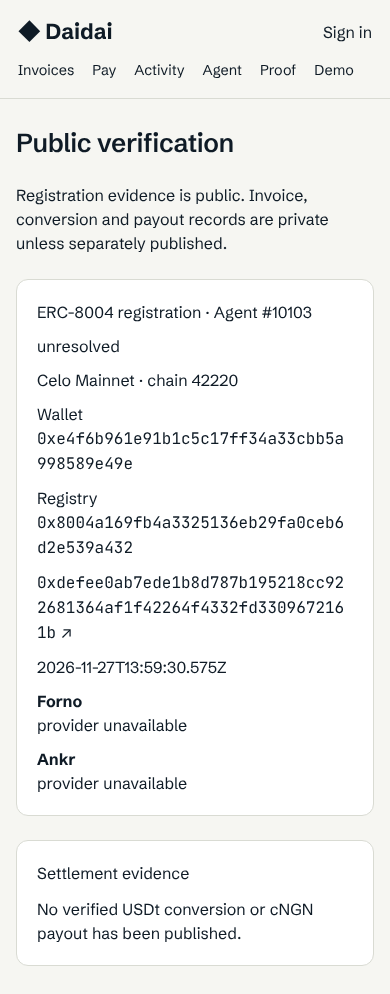 Daidai
Sign in
Invoices Pay Activity Agent Proof Demo
Public verification
Registration evidence is public. Invoice,
conversion and payout records are private
unless separately published.
ERC-8004 registration · Agent #10103
unresolved
Celo Mainnet · chain 42220
Wallet
0xe4f6b961e91b1c5c17ff34a33cbb5a
998589e49e
Registry
0x8004a169fb4a3325136eb29fa0ceb6
d2e539a432
0xdefee0ab7ede1b8d787b195218cc92
2681364af1f42264f4332fd330967216
1b ↗
2026-11-27T13:59:30.575Z
Forno
provider unavailable
Ankr
provider unavailable
Settlement evidence
No verified USDt conversion or cNGN
payout has been published.